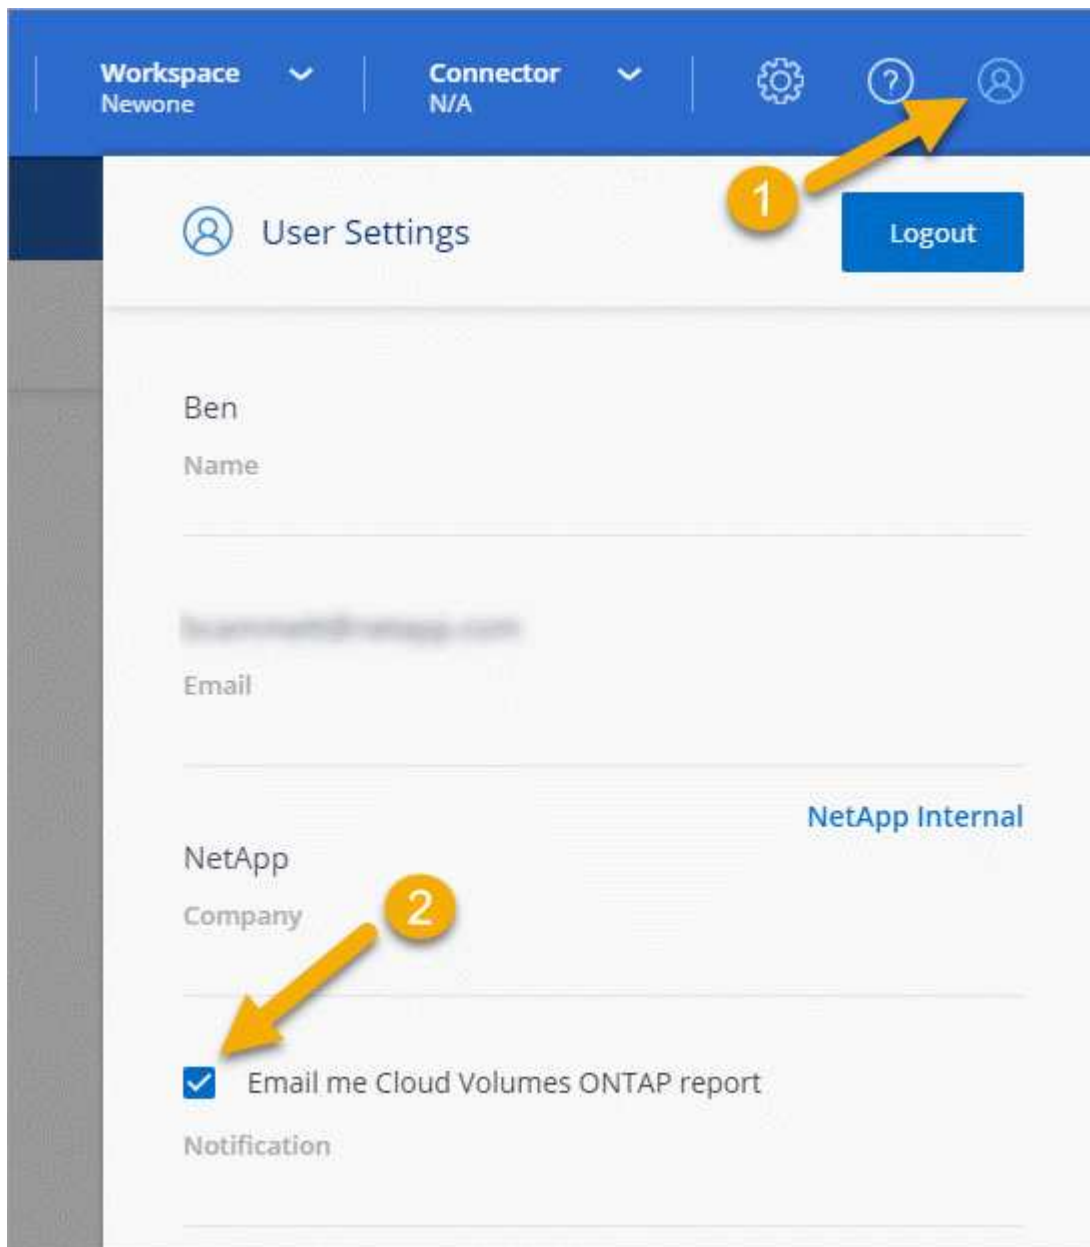 Workspace
Newone
Connector
N/A
1
User Settings
Logout
Ben
Name
Email
NetApp Internal
NetApp
Company
2
Email me Cloud Volumes ONTAP report
Notification